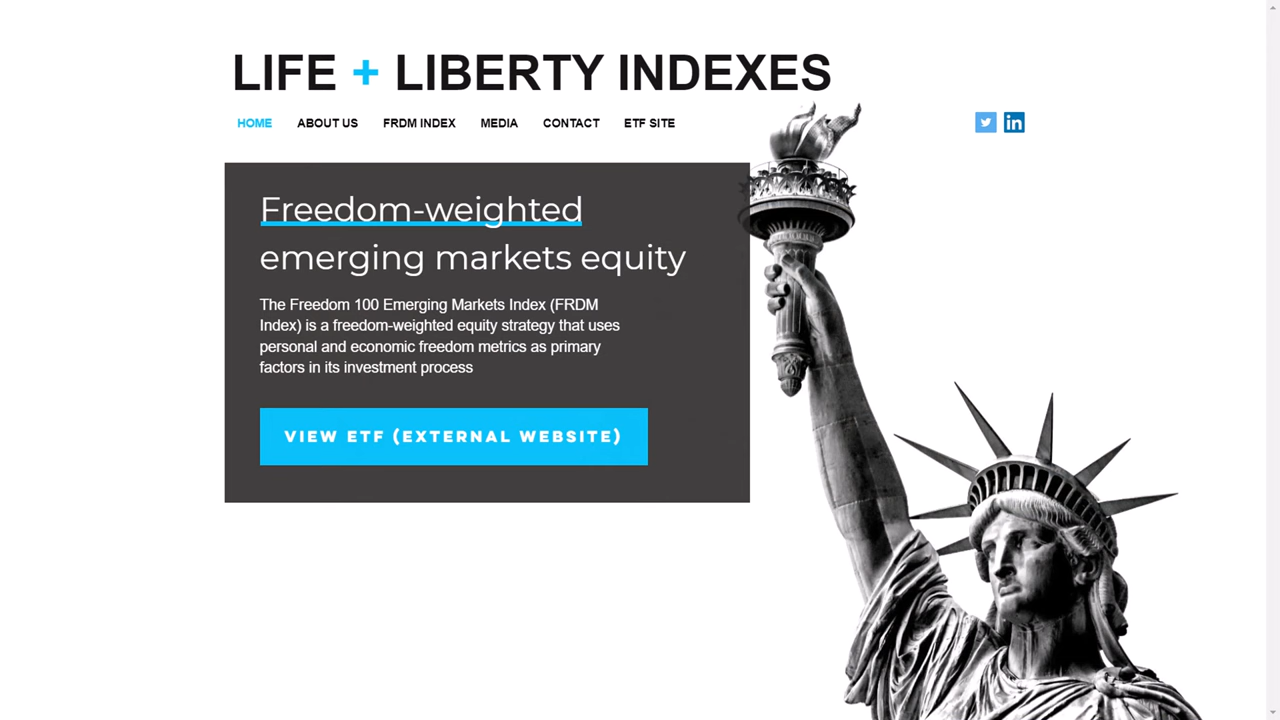 LIFE + LIBERTY INDEXES
HOME ABOUT US FRDM INDEX MEDIA CONTACT ETF SITE
Freedom-weighted
emerging markets equity
The Freedom 100 Emerging Markets Index (FRDM
Index) is a freedom-weighted equity strategy that uses
personal and economic freedom metrics as primary
factors in its investment process
VIEW ETF (EXTERNAL WEBSITE)